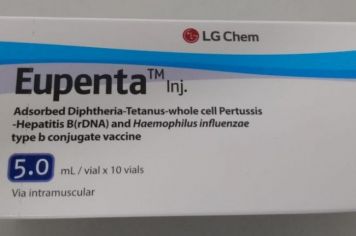 LG Chem
Eupenta™ Inj.
Adsorbed Diphtheria-Tetanus-whole cell Pertussis
-Hepatitis B(rDNA) and Haemophilus influenzae
type b conjugate vaccine
5.0 mL / vial x 10 vials
Via intramuscular